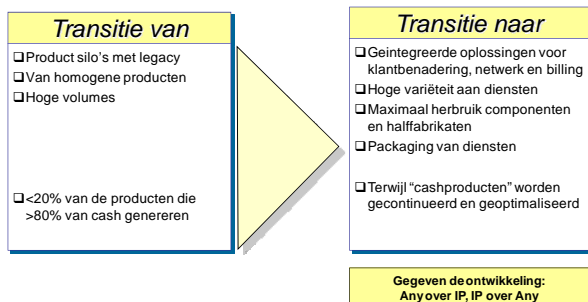 Transitie van
❑Product silo's met legacy
❑Van homogene producten
❑Hoge volumes
❑<20% van de producten die
>80% van cash genereren
Transitie naar
❑Geintegreerde oplossingen voor
klantbenadering, netwerk en billing
❑Hoge variëteit aan diensten
❑Maximaal herbruik componenten
en halffabrikaten
❑Packaging van diensten
❑Terwijl “cashproducten” worden
gecontinueerd en geoptimaliseerd
Gegeven de ontwikkeling:
Any over IP, IP over Any